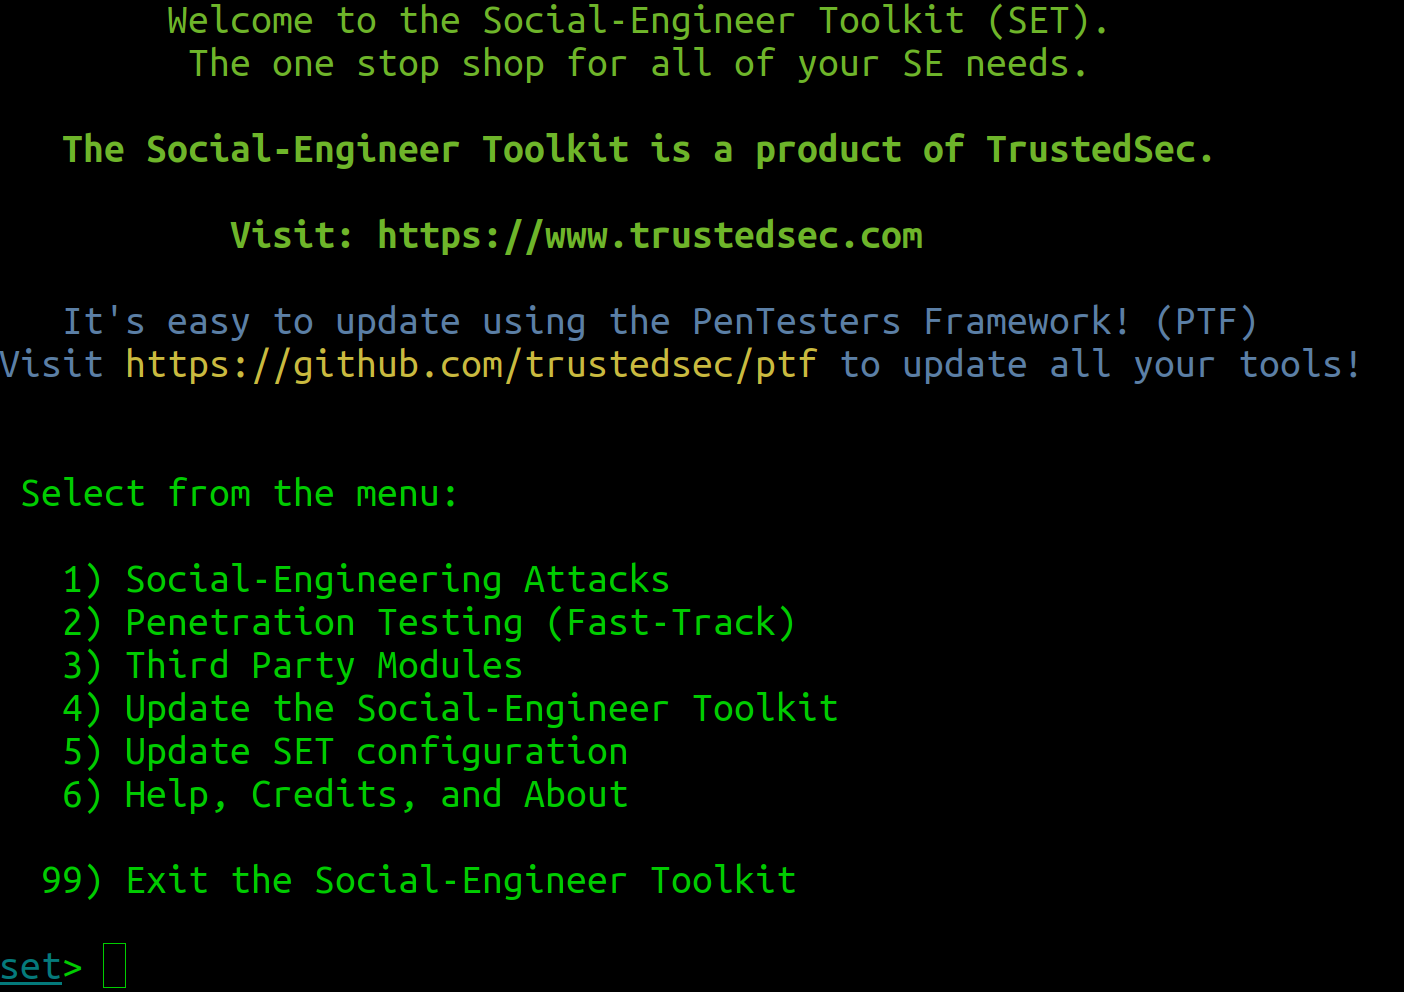 Welcome to the Social-Engineer Toolkit (SET).
The one stop shop for all of your SE needs.
The Social-Engineer Toolkit is a product of TrustedSec.
Visit: https://www.trustedsec.com
It's easy to update using the PenTesters Framework! (PTF)
Visit https://github.com/trustedsec/ptf to update all your tools!
Select from the menu:
1) Social-Engineering Attacks
2) Penetration Testing (Fast-Track)
3) Third Party Modules
4) Update the Social-Engineer Toolkit
5) Update SET configuration
6) Help, Credits, and About
99) Exit the Social-Engineer Toolkit
set>